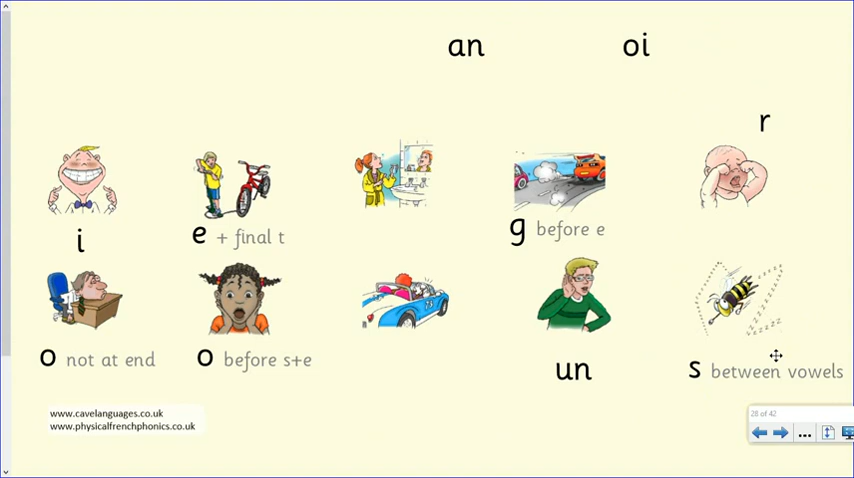 an
oi
r
i
e + final t
g before e
o not at end
o before s+e
un
s between vowels
www.cavelanguages.co.uk
www.physicalfrenchphonics.co.uk
28 of 42